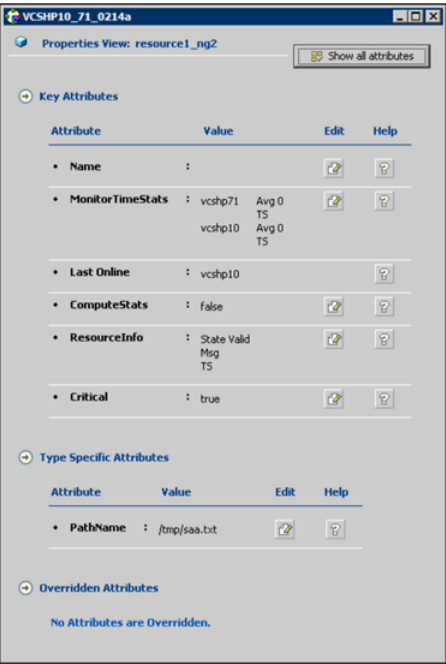 VCSHP10_71_0214a
Properties View: resource1_ng2
Show all attributes
Key Attributes
Attribute Value Edit Help
• Name :
• MonitorTimeStats : vcshp71 Avg 0
TS
vcshp10 Avg 0
TS
• Last Online : vcshp10
• ComputeStats : false
• ResourceInfo : State Valid
Msg
TS
• Critical : true
Type Specific Attributes
Attribute Value Edit Help
• PathName : /tmp/saa.txt
Overridden Attributes
No Attributes are Overridden.